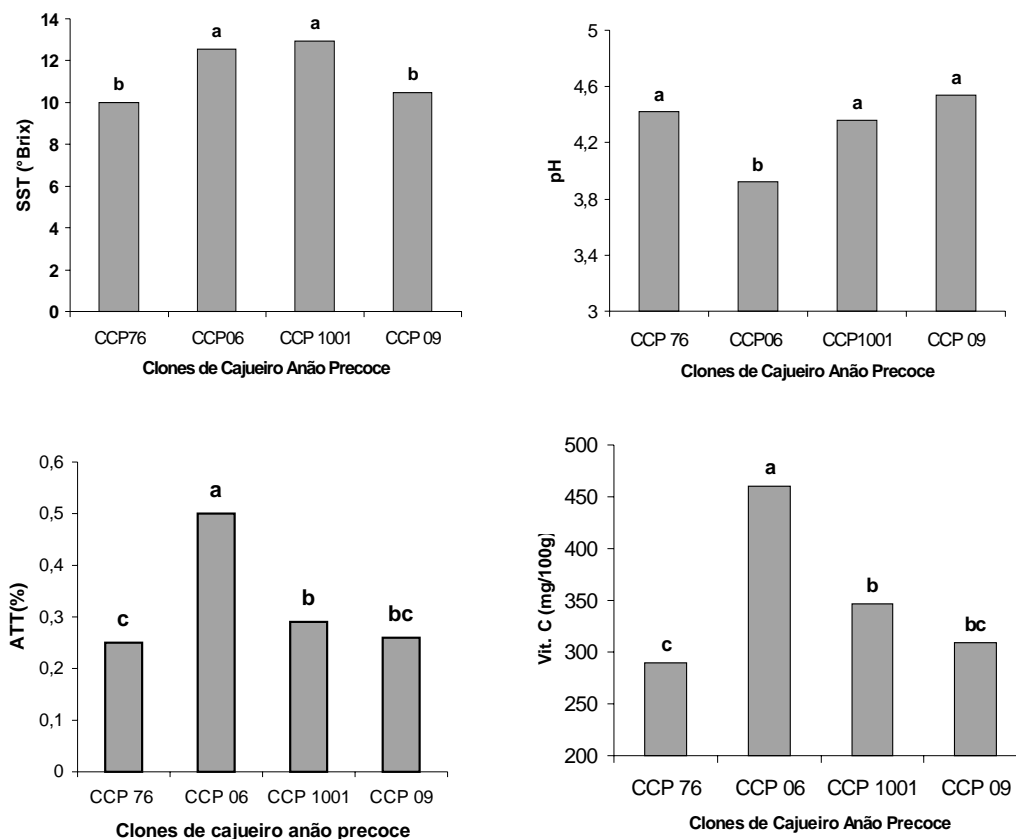 SST (°Brix)
14
12
10
8
6
4
2
0
b
a
a
b
CCP76
CCP06
CCP 1001
CCP 09
Clones de Cajueiro Anão Precoce
pH
5
4,6
4,2
3,8
3,4
3
a
b
a
a
CCP 76
CCP06
CCP1001
CCP 09
Clones de Cajueiro Anão Precoce
ATT(%)
0,6
0,5
0,4
0,3
0,2
0,1
0
c
a
b
bc
CCP 76
CCP 06
CCP 1001
CCP 09
Clones de cajueiro anão precoce
Vit. C (mg/100g)
500
450
400
350
300
250
200
c
a
b
bc
CCP 76
CCP 06
CCP 1001
CCP 09
Clones de Cajueiro Anão Precoce